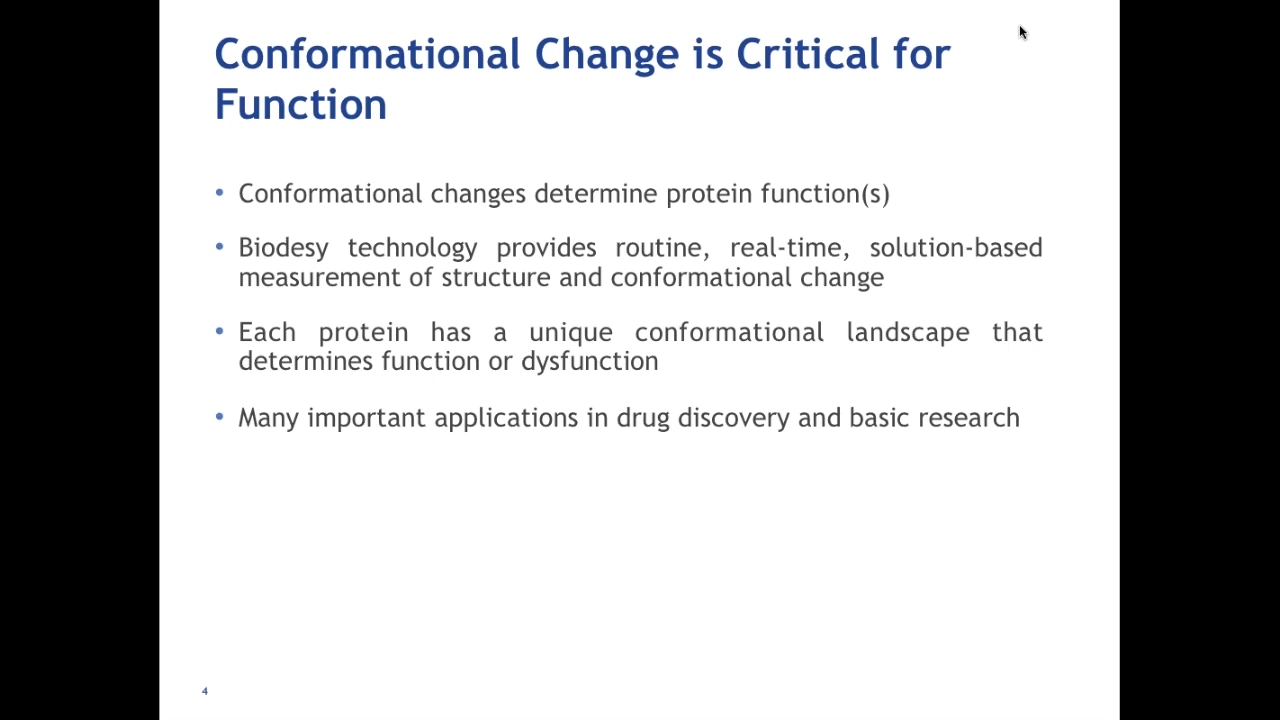 Conformational Change is Critical for
Function
• Conformational changes determine protein function(s)
• Biodesy technology provides routine, real-time, solution-based
measurement of structure and conformational change
• Each protein has a unique conformational landscape that
determines function or dysfunction
• Many important applications in drug discovery and basic research
4